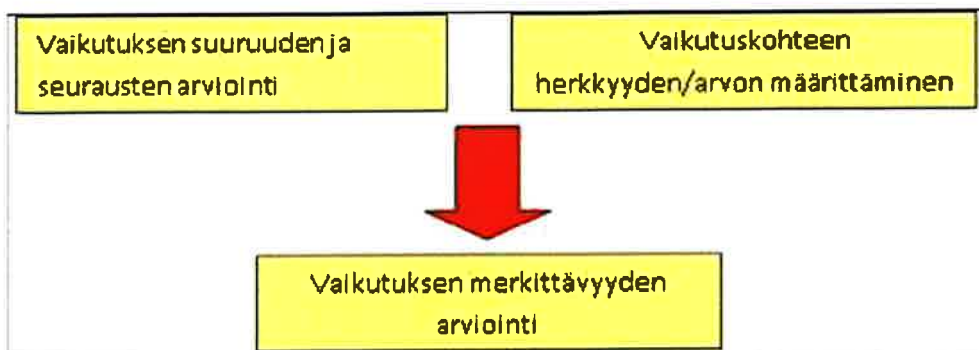 Vaikutuksen suuruuden ja
seurausten arviointi
Vaikutuskohteen
herkkyyden/arvon määrittäminen
Vaikutuksen merkittävyyden
arviointi